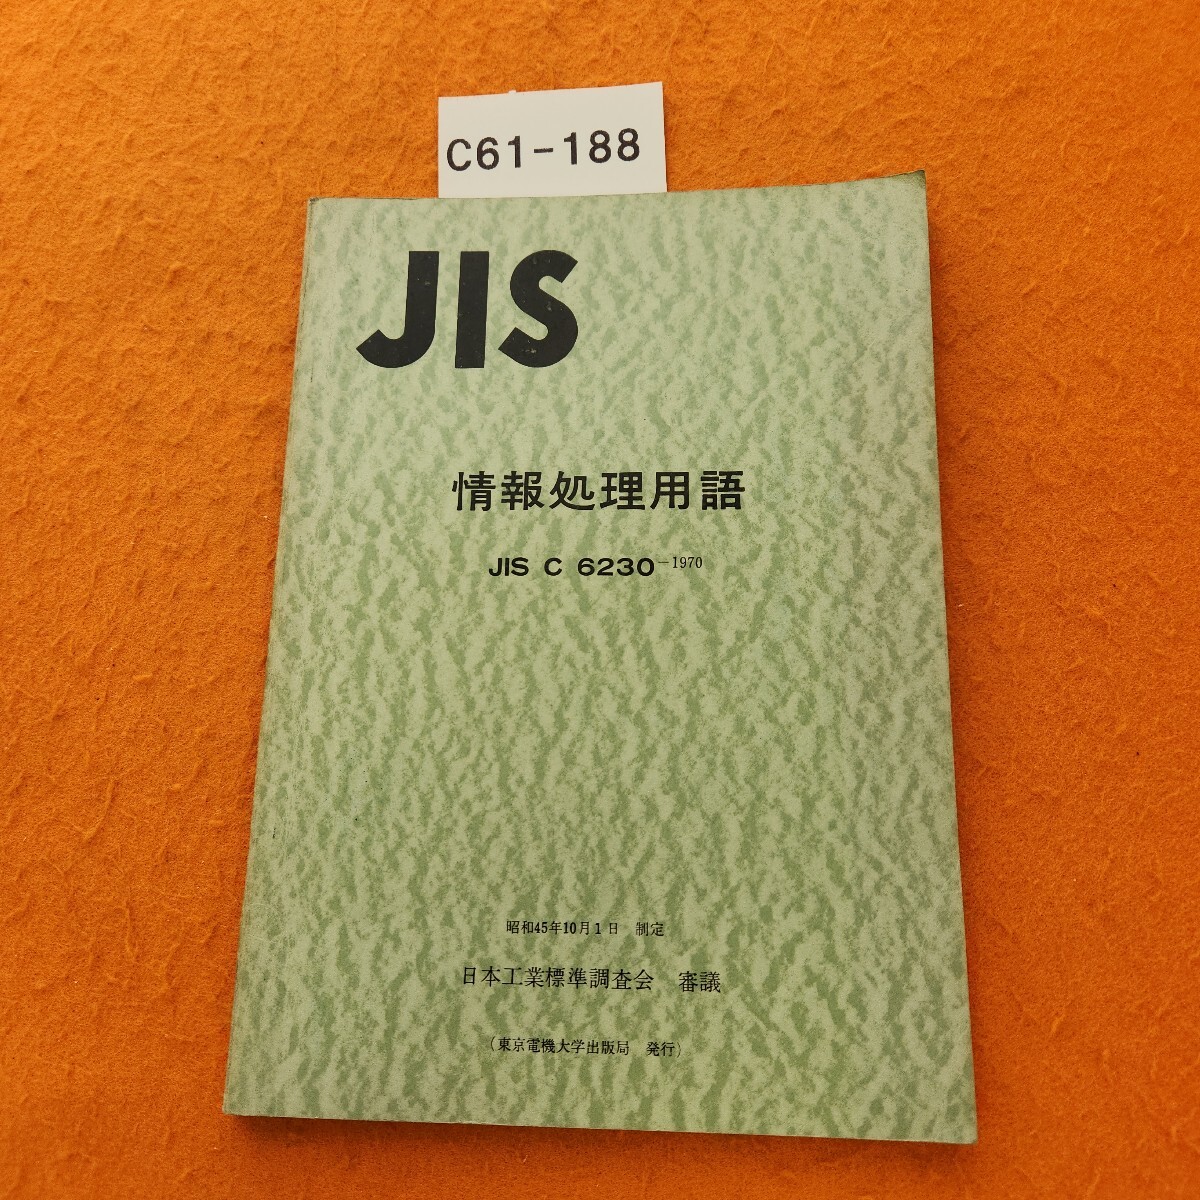 C61-188
JIS
情報処理用語
JIS C 6230-1970
昭和45年10月1日 制定
日本工業標準調査会 審議
(東京電機大学出版局 発行)